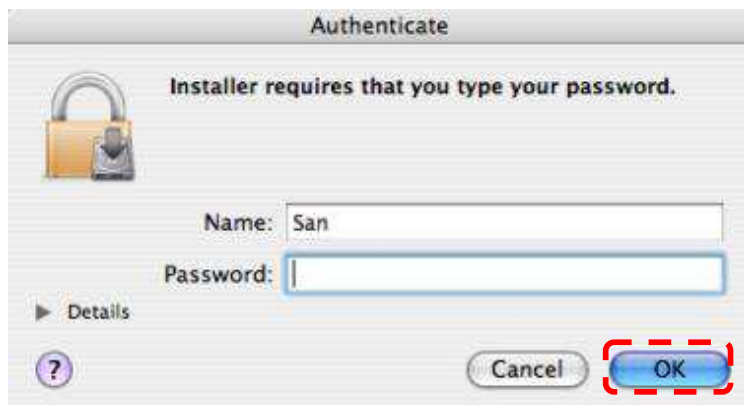 Authenticate
Installer requires that you type your password.
Name: San
Password:
Details
? Cancel OK